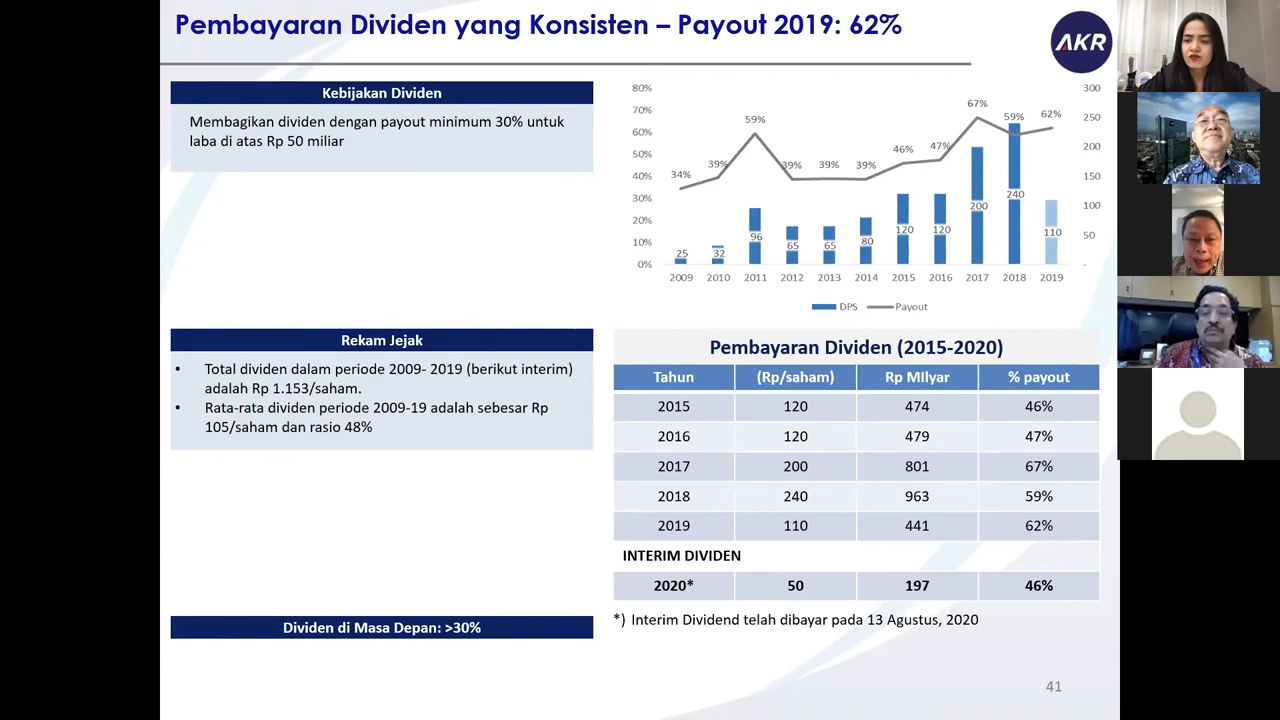 Pembayaran Dividen yang Konsisten – Payout 2019: 62%
AKR
Kebijakan Dividen
Membagikan dividen dengan payout minimum 30% untuk
laba di atas Rp 50 miliar
80%
70%
60%
50%
40%
30%
20%
10%
0%
300
250
200
150
100
50
-
34%
39%
59%
39%
39%
39%
46%
47%
67%
59%
62%
25
32
96
65
65
80
120
120
200
240
110
2009
2010
2011
2012
2013
2014
2015
2016
2017
2018
2019
DPS
Payout
Rekam Jejak
• Total dividen dalam periode 2009- 2019 (berikut interim)
adalah Rp 1.153/saham.
• Rata-rata dividen periode 2009-19 adalah sebesar Rp
105/saham dan rasio 48%
Pembayaran Dividen (2015-2020)
Tahun (Rp/saham) Rp MIlyar % payout
2015 120 474 46%
2016 120 479 47%
2017 200 801 67%
2018 240 963 59%
2019 110 441 62%
INTERIM DIVIDEN
2020* 50 197 46%
*) Interim Dividend telah dibayar pada 13 Agustus, 2020
Dividen di Masa Depan: >30%
41